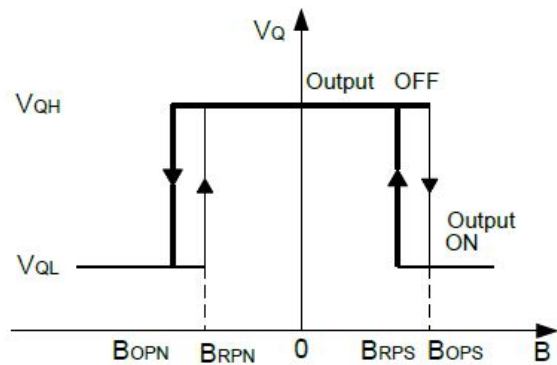 VQ
Output OFF
VQH
Output
ON
VQL
BOPN BRPN 0 BRPS BOPS B